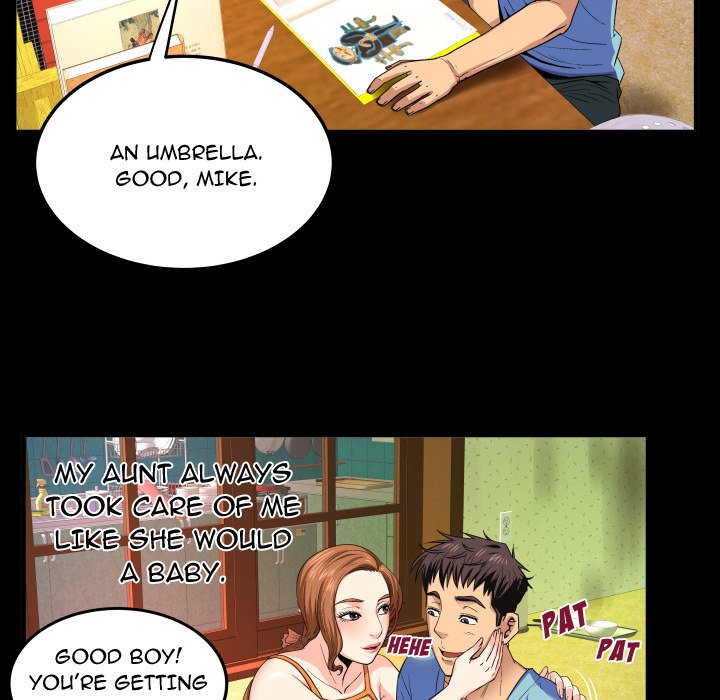 AN UMBRELLA.
GOOD, MIKE.
MY AUNT ALWAYS
TOOK CARE OF ME
LIKE SHE WOULD
A BABY.
HEHE
PAT
PAT
GOOD BOY!
YOU'RE GETTING